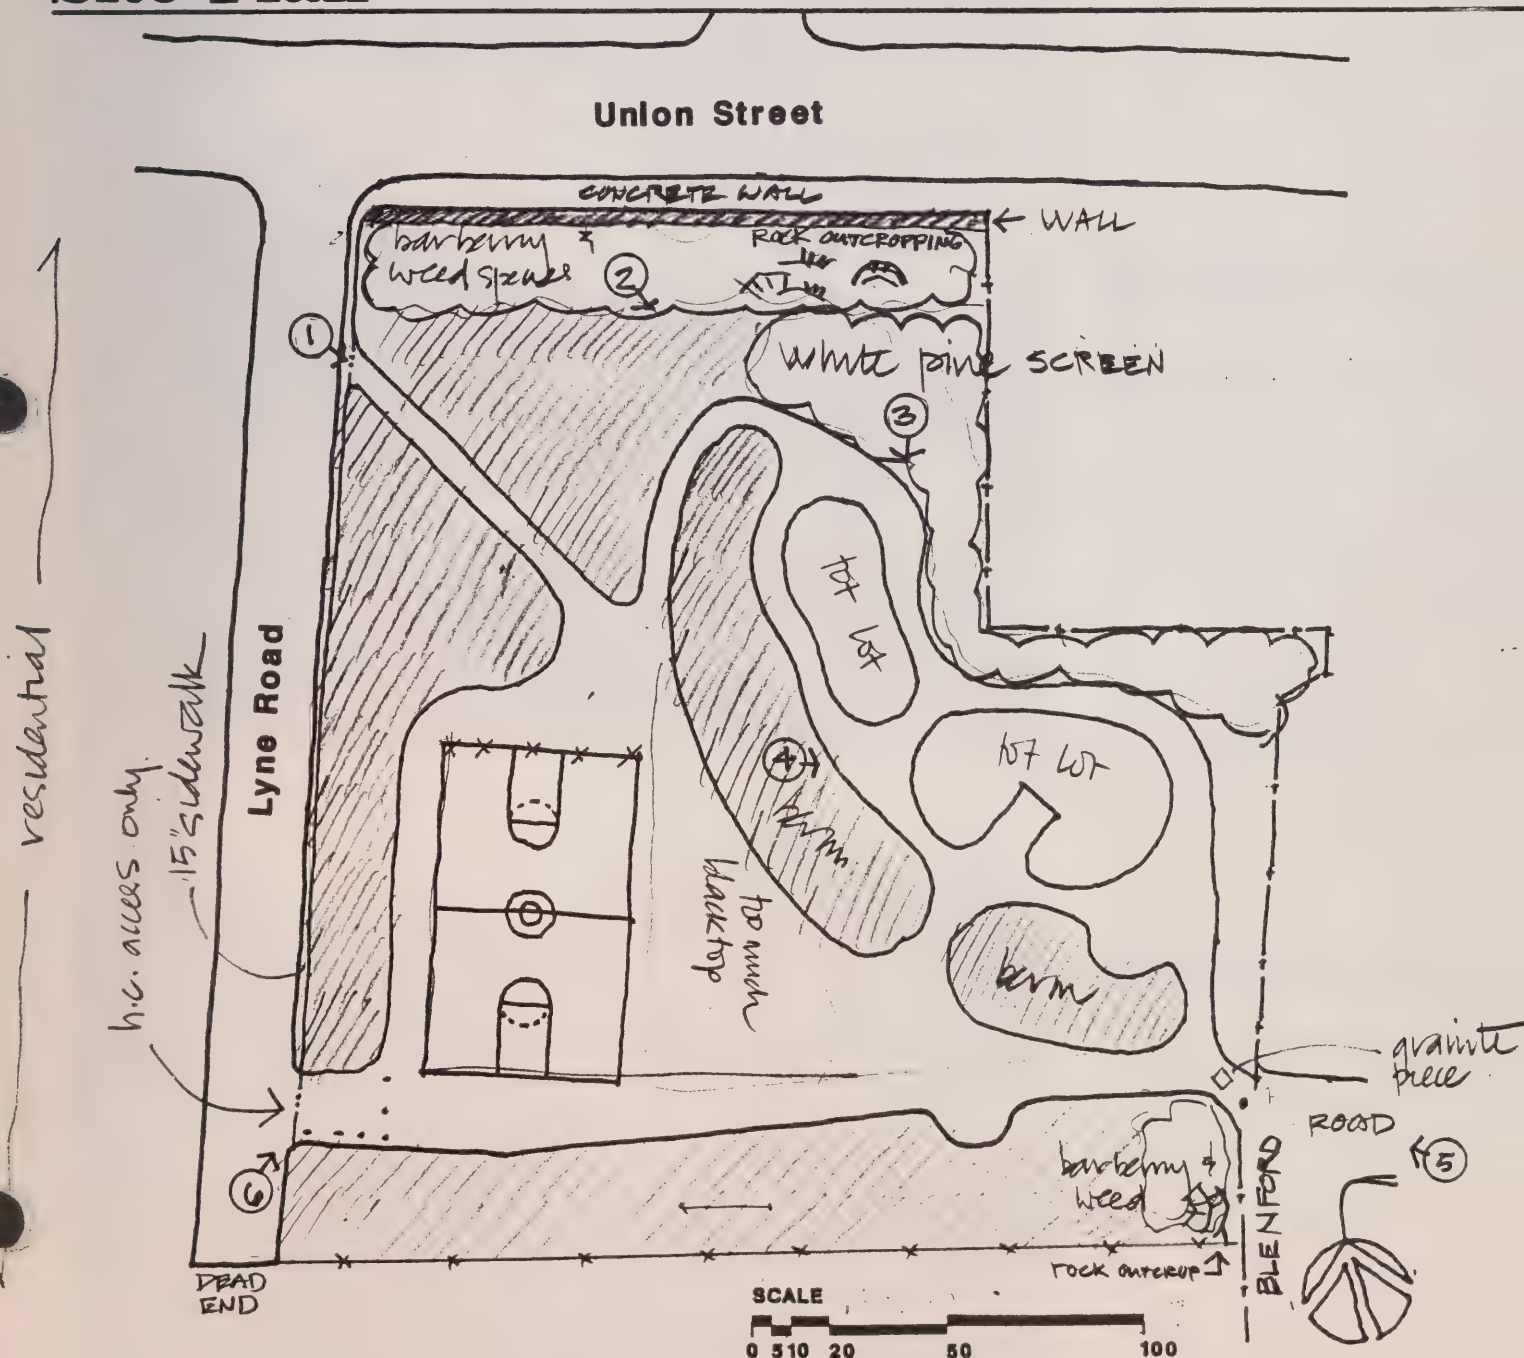 Site Plan
Union Street
CONCRETE WALL
← WALL
barberry &
weed species
ROCK OUTCROPPING
2
1
white pine SCREEN
3
tot lot
residential
Lyne Road
15" sidewalk
h.c. access only
tot lot
4
berm
too much
blacktop
berm
granite
piece
ROAD
5
barberry &
weed
BLENFORD
6
rock outcrop
DEAD
END
SCALE
0 5 10 20 50 100